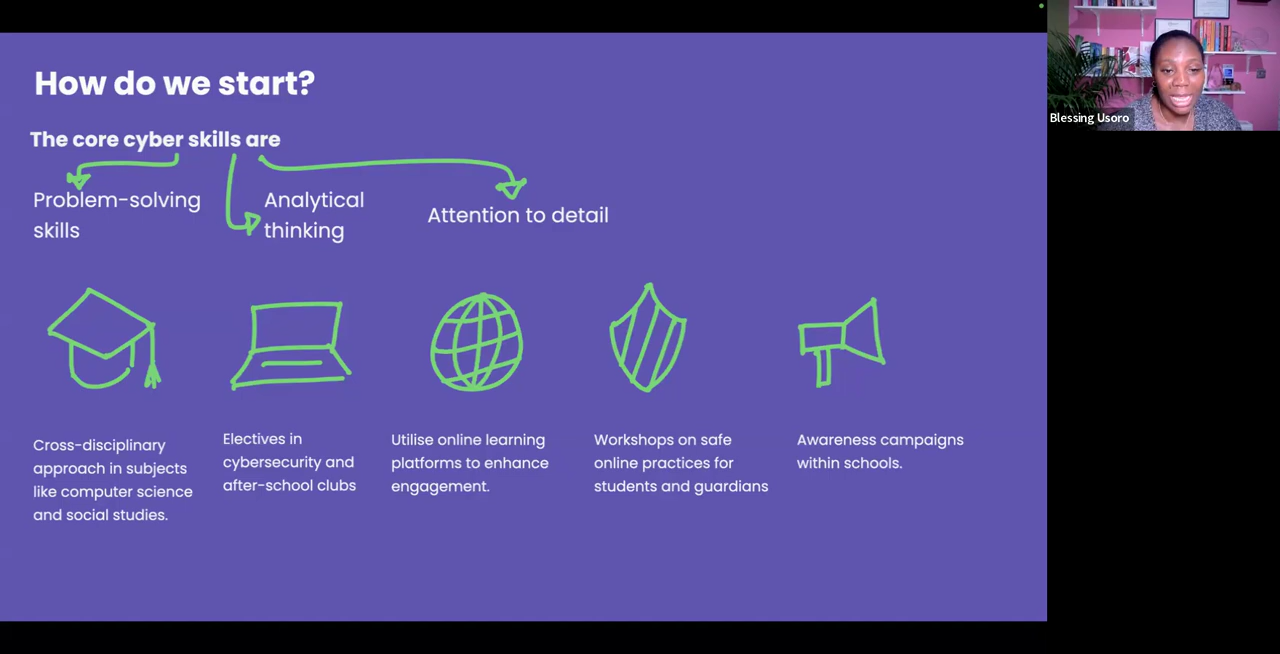 How do we start?
The core cyber skills are
Problem-solving
skills
Analytical
thinking
Attention to detail
Cross-disciplinary
approach in subjects
like computer science
and social studies.
Electives in
cybersecurity and
after-school clubs
Utilise online learning
platforms to enhance
engagement.
Workshops on safe
online practices for
students and guardians
Awareness campaigns
within schools.
Blessing Usoro